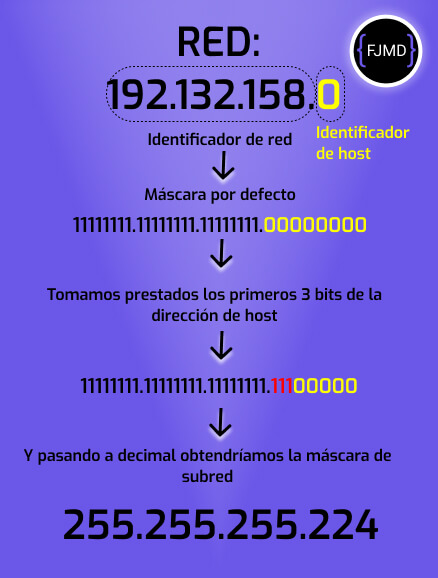 RED:
{FJMD}
192.132.158.0
Identificador de red
Identificador
de host
Máscara por defecto
11111111.11111111.11111111.00000000
Tomamos prestados los primeros 3 bits de la
dirección de host
11111111.11111111.11111111.11100000
Y pasando a decimal obtendríamos la máscara de
subred
255.255.255.224